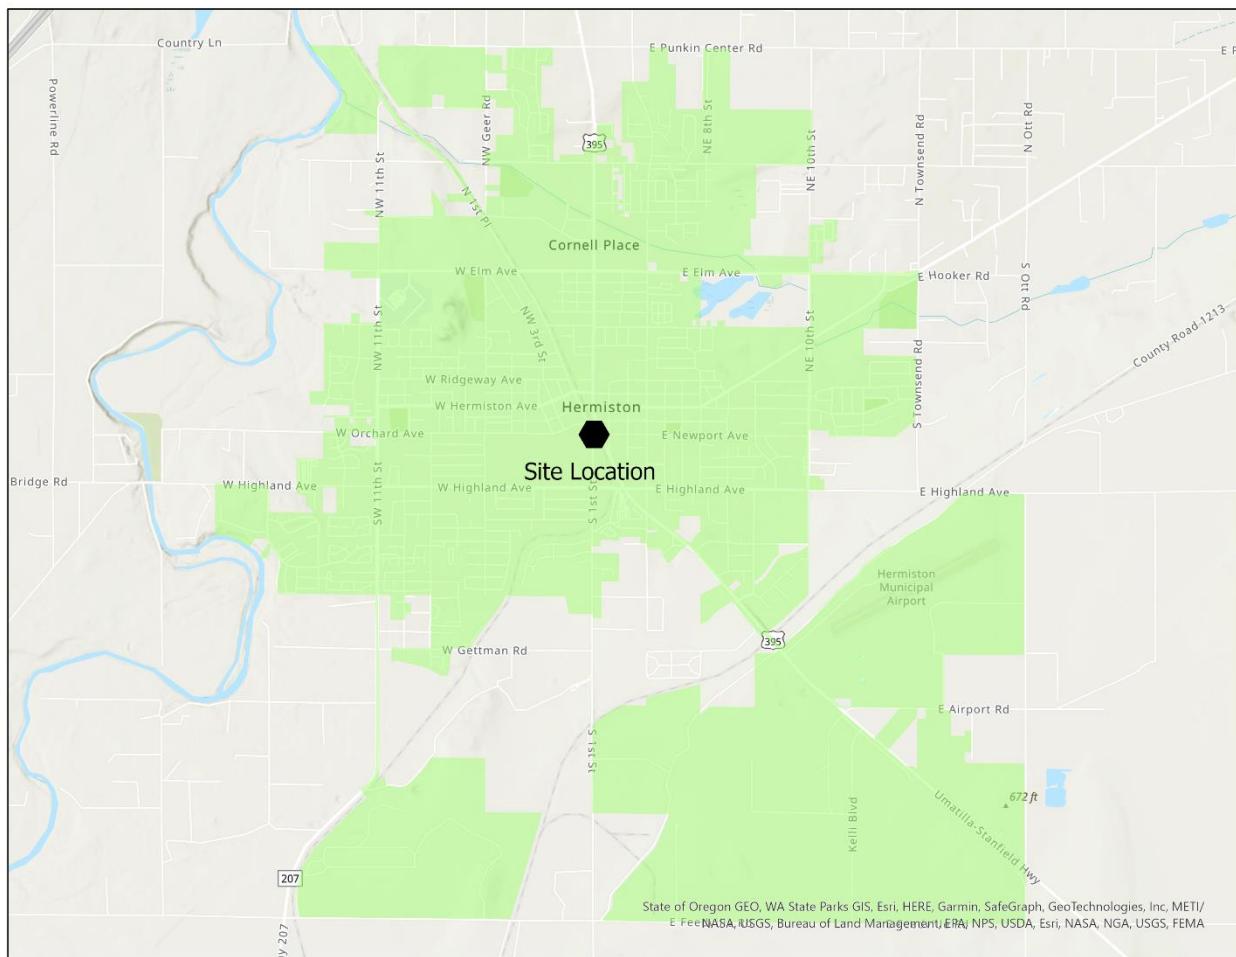 Country Ln
E Punkin Center Rd
Powerline Rd
NW Geer Rd
NE 8th St
N Ott Rd
395
NE 10th St
N Townsend Rd
NW 11th St
N 1st Pl
Cornell Place
W Elm Ave
E Elm Ave
E Hooker Rd
S Ott Rd
NW 11th St
NW 3rd St
NE 10th St
County Road 1213
S Townsend Rd
W Ridgeway Ave
W Hermiston Ave
Hermiston
W Orchard Ave
E Newport Ave
Site Location
Bridge Rd
W Highland Ave
W Highland Ave
E Highland Ave
E Highland Ave
SW 11th St
S 1st St
Hermiston
Municipal
Airport
395
W Gettman Rd
E Airport Rd
S 1st St
672 ft
Kelli Blvd
Umatilla-Stanfield Hwy
207
State of Oregon GEO, WA State Parks GIS, Esri, HERE, Garmin, SafeGraph, GeoTechnologies, Inc, METI/
NASA, USGS, Bureau of Land Management, EPA, NPS, USDA, Esri, NASA, NGA, USGS, FEMA